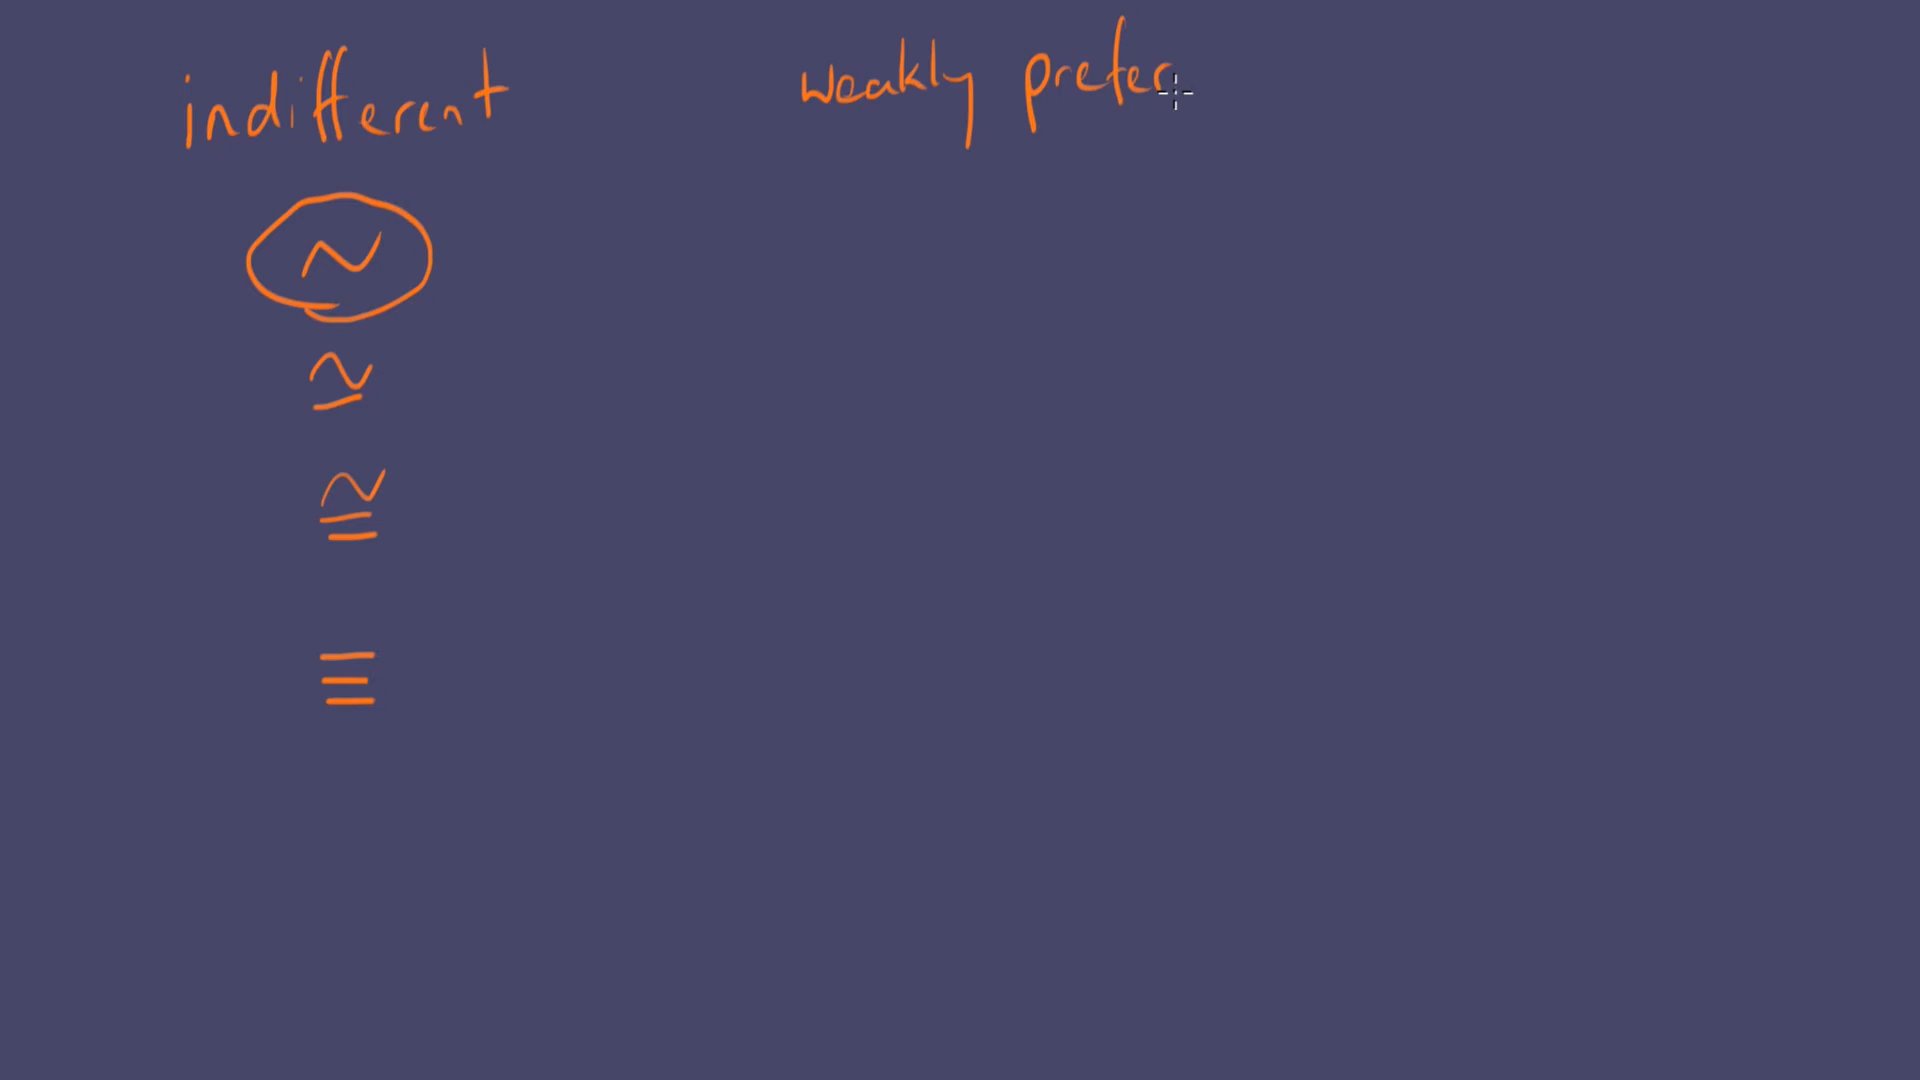 indifferent
weakly prefer
~
≃
≅
≡